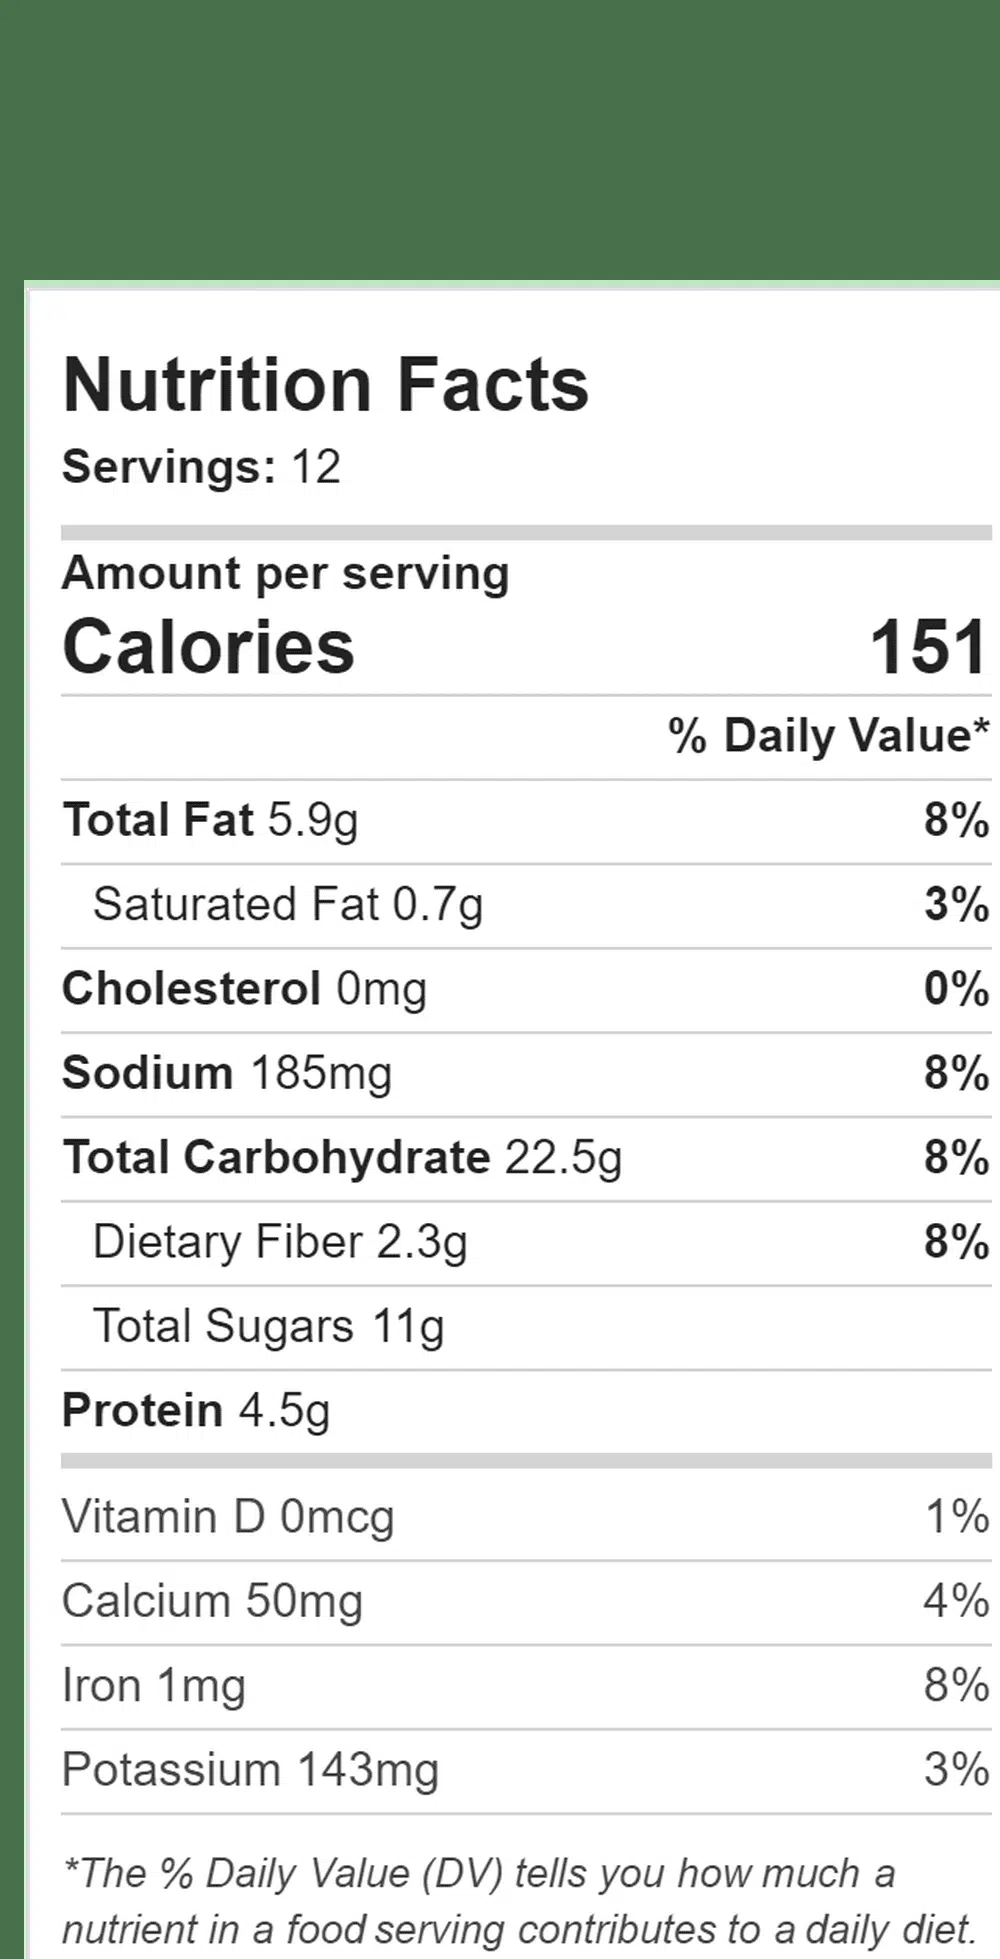 Nutrition Facts
Servings: 12
Amount per serving
Calories 151
% Daily Value*
Total Fat 5.9g 8%
Saturated Fat 0.7g 3%
Cholesterol 0mg 0%
Sodium 185mg 8%
Total Carbohydrate 22.5g 8%
Dietary Fiber 2.3g 8%
Total Sugars 11g
Protein 4.5g
Vitamin D 0mcg 1%
Calcium 50mg 4%
Iron 1mg 8%
Potassium 143mg 3%
*The % Daily Value (DV) tells you how much a
nutrient in a food serving contributes to a daily diet.